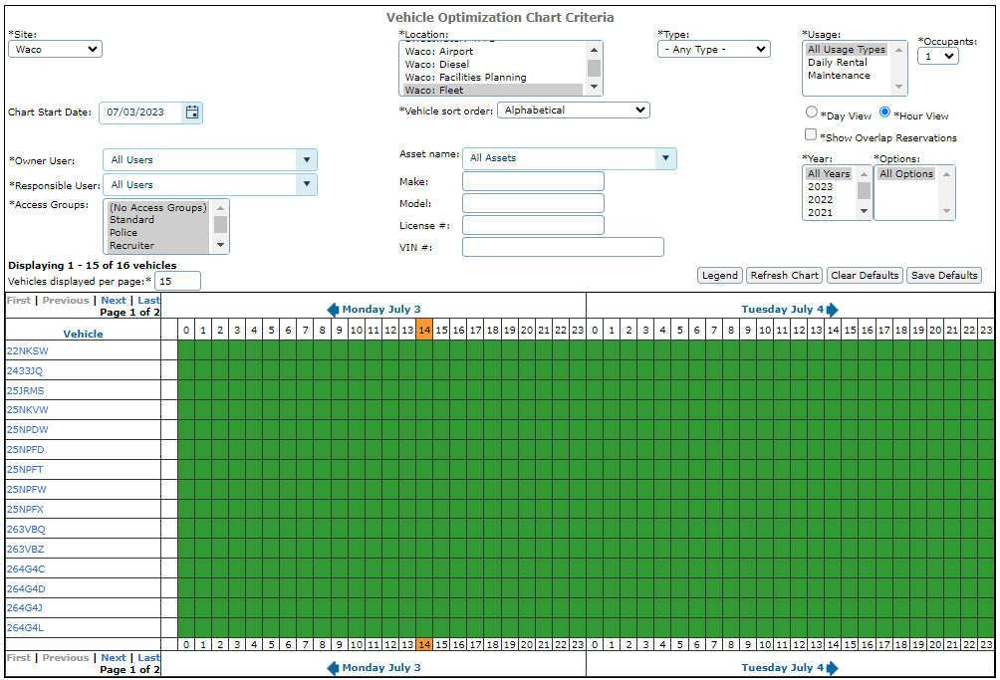 Vehicle Optimization Chart Criteria
*Site: *Location: *Type: *Usage: *Occupants:
Waco - Any Type - 1
Waco: Airport
Waco: Diesel
Waco: Facilities Planning
Waco: Fleet
All Usage Types
Daily Rental
Maintenance
Chart Start Date: 07/03/2023 *Vehicle sort order: Alphabetical
*Day View *Hour View
*Show Overlap Reservations
*Owner User: All Users
*Responsible User: All Users
*Access Groups:
(No Access Groups)
Standard
Police
Recruiter
Asset name: All Assets
Make:
Model:
License #:
VIN #:
*Year: *Options:
All Years All Options
2023
2022
2021
Displaying 1 - 15 of 16 vehicles
Vehicles displayed per page:* 15
Legend Refresh Chart Clear Defaults Save Defaults
First | Previous | Next | Last
Page 1 of 2
Monday July 3 Tuesday July 4
Vehicle 0 1 2 3 4 5 6 7 8 9 10 11 12 13 14 15 16 17 18 19 20 21 22 23 0 1 2 3 4 5 6 7 8 9 10 11 12 13 14 15 16 17 18 19 20 21 22 23
22NKSW
2433JQ
25JRMS
25NKVW
25NPDW
25NPFD
25NPFT
25NPFW
25NPFX
263VBQ
263VBZ
264G4C
264G4D
264G4J
264G4L
0 1 2 3 4 5 6 7 8 9 10 11 12 13 14 15 16 17 18 19 20 21 22 23 0 1 2 3 4 5 6 7 8 9 10 11 12 13 14 15 16 17 18 19 20 21 22 23
First | Previous | Next | Last
Page 1 of 2
Monday July 3 Tuesday July 4